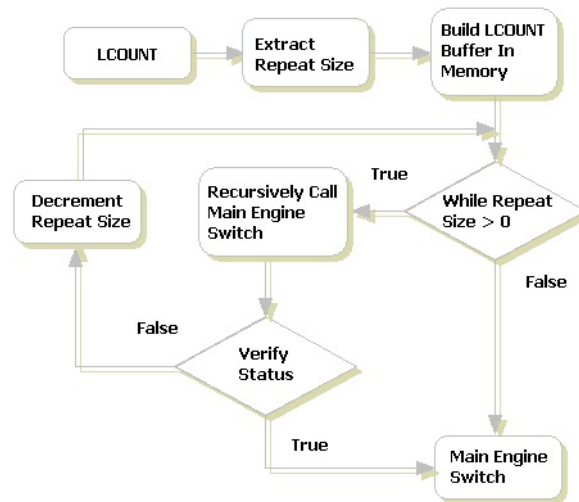 LCOUNT
Extract
Repeat Size
Build LCOUNT
Buffer In
Memory
True
While Repeat
Size > 0
Recursively Call
Main Engine
Switch
Decrement
Repeat Size
False
False
Verify
Status
True
Main Engine
Switch